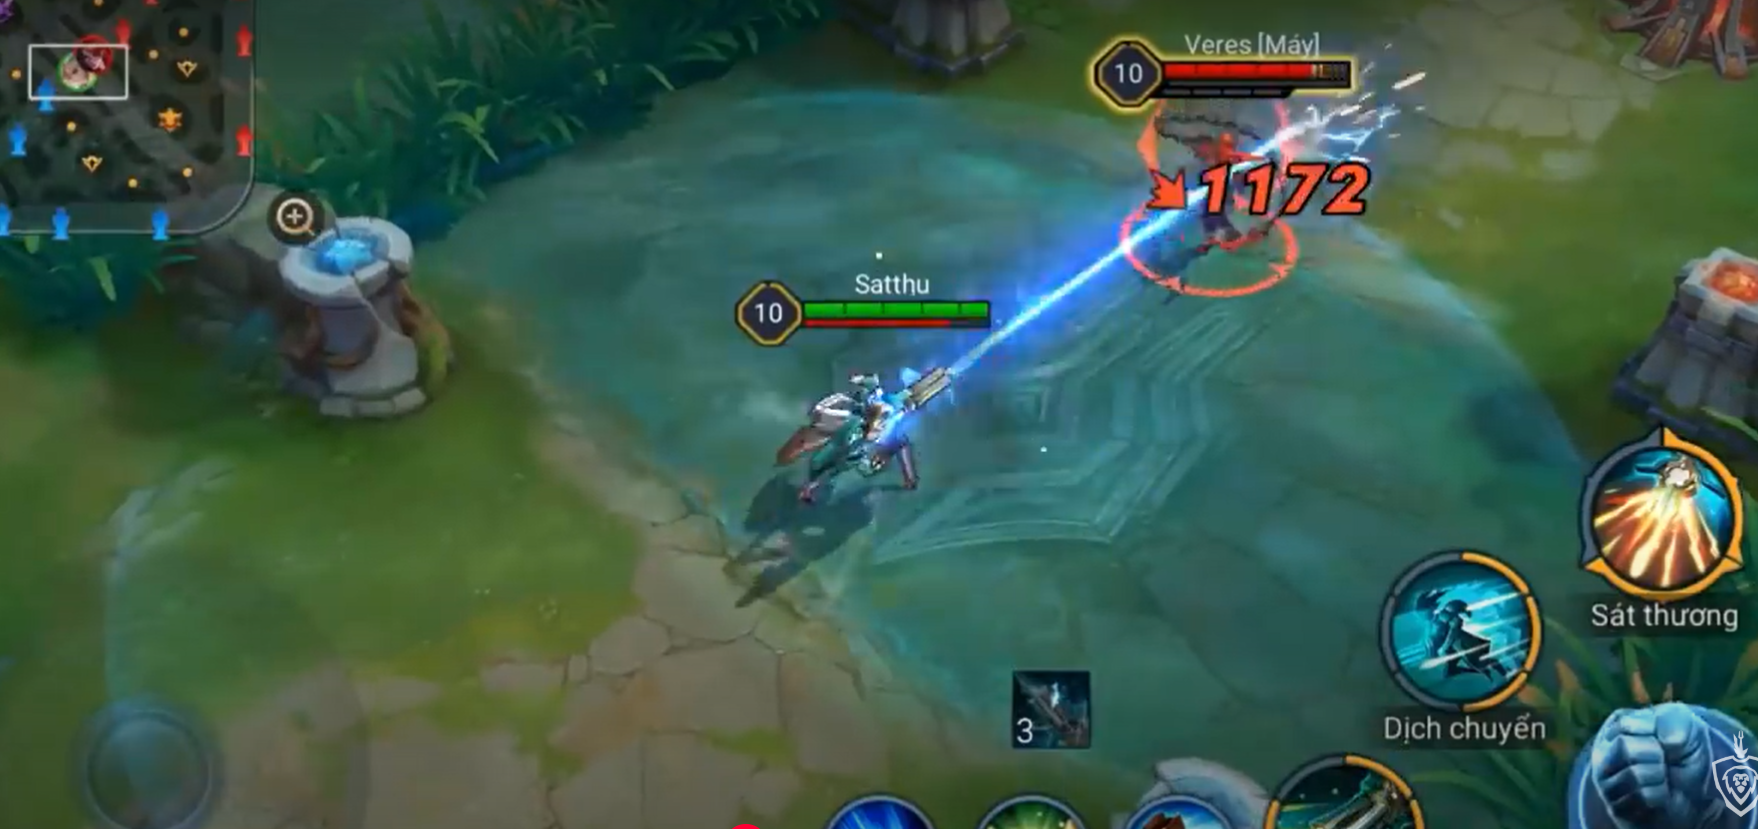 Veres [Máy]
10
1172
Satthu
10
Sát thương
Dịch chuyển
3